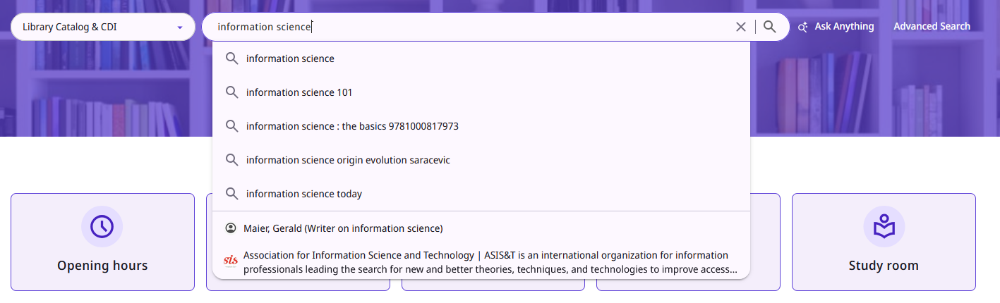 Library Catalog & CDI
information science
Ask Anything
Advanced Search
information science
information science 101
information science : the basics 9781000817973
information science origin evolution saracevic
information science today
Maier, Gerald (Writer on information science)
sis
Association for Information Science and Technology | ASIS&T is an international organization for information
professionals leading the search for new and better theories, techniques, and technologies to improve access...
Opening hours
Study room